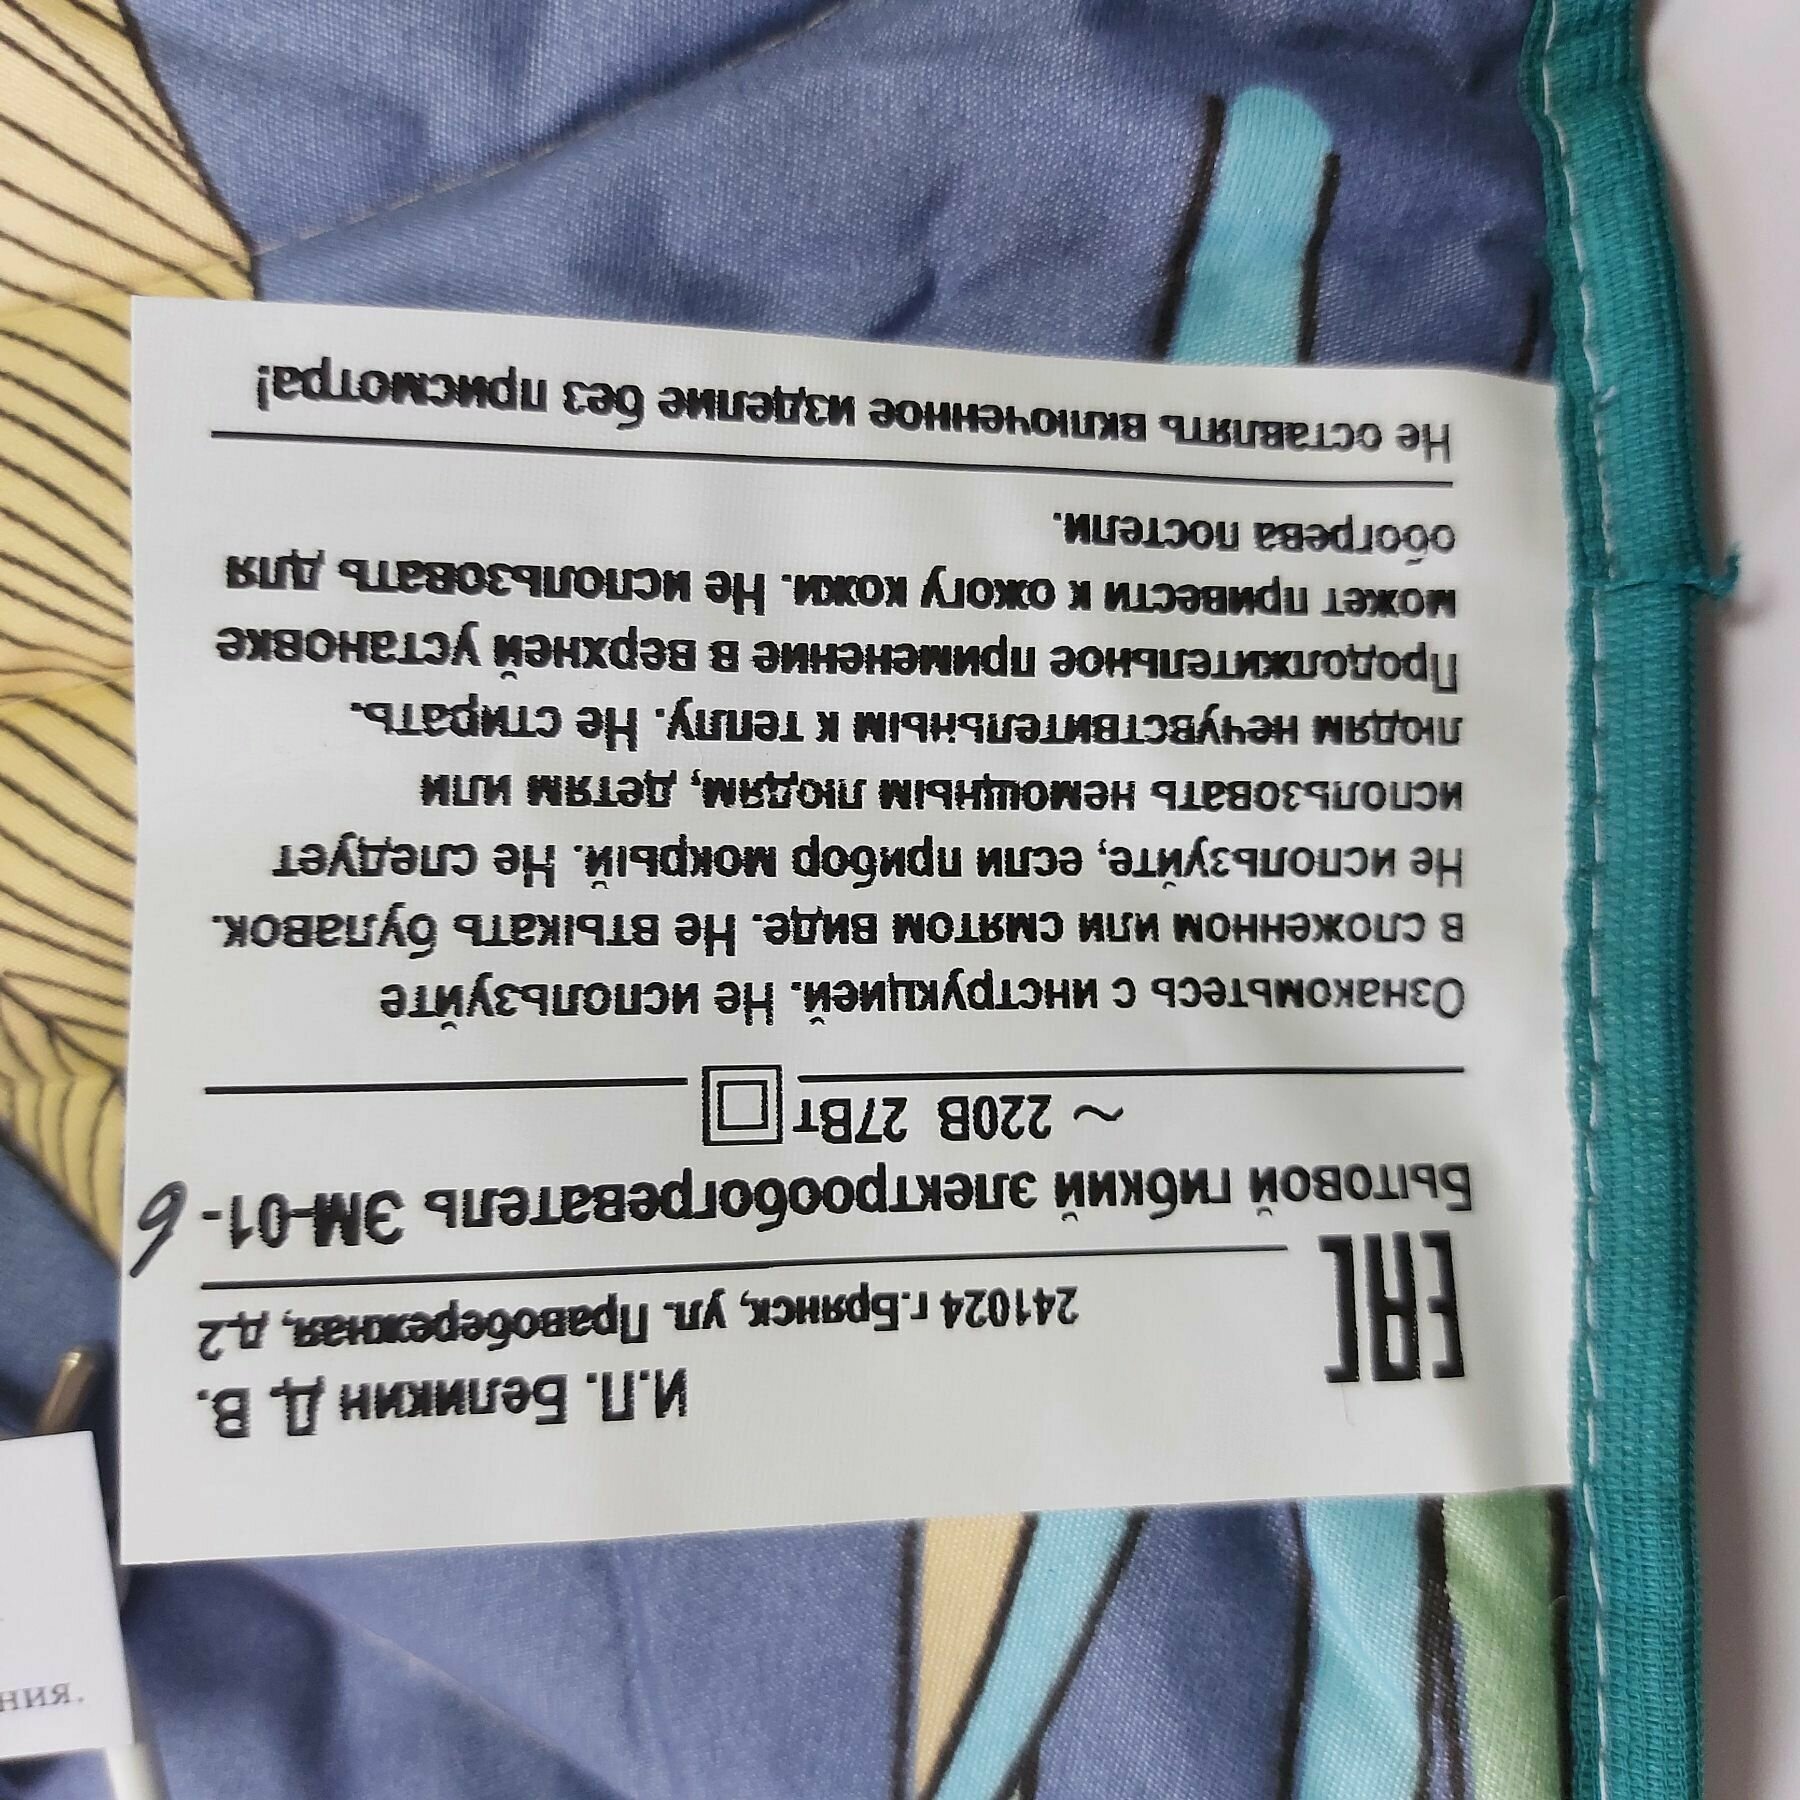 И.П. Беликин Д. В.
241024 г.Брянск, ул. Правобережная, д.2
ЕАС
Бытовой гибкий электрообогреватель ЭМ-01-6
~ 220В 27Вт
Ознакомьтесь с инструкцией. Не используйте
в сложенном или смятом виде. Не втыкать булавок.
Не используйте, если прибор мокрый. Не следует
использовать немощным людям, детям или
людям нечувствительным к теплу. Не стирать.
Продолжительное применение в верхней установке
может привести к ожогу кожи. Не использовать для
обогрева постели.
Не оставлять включенное изделие без присмотра!
ния.